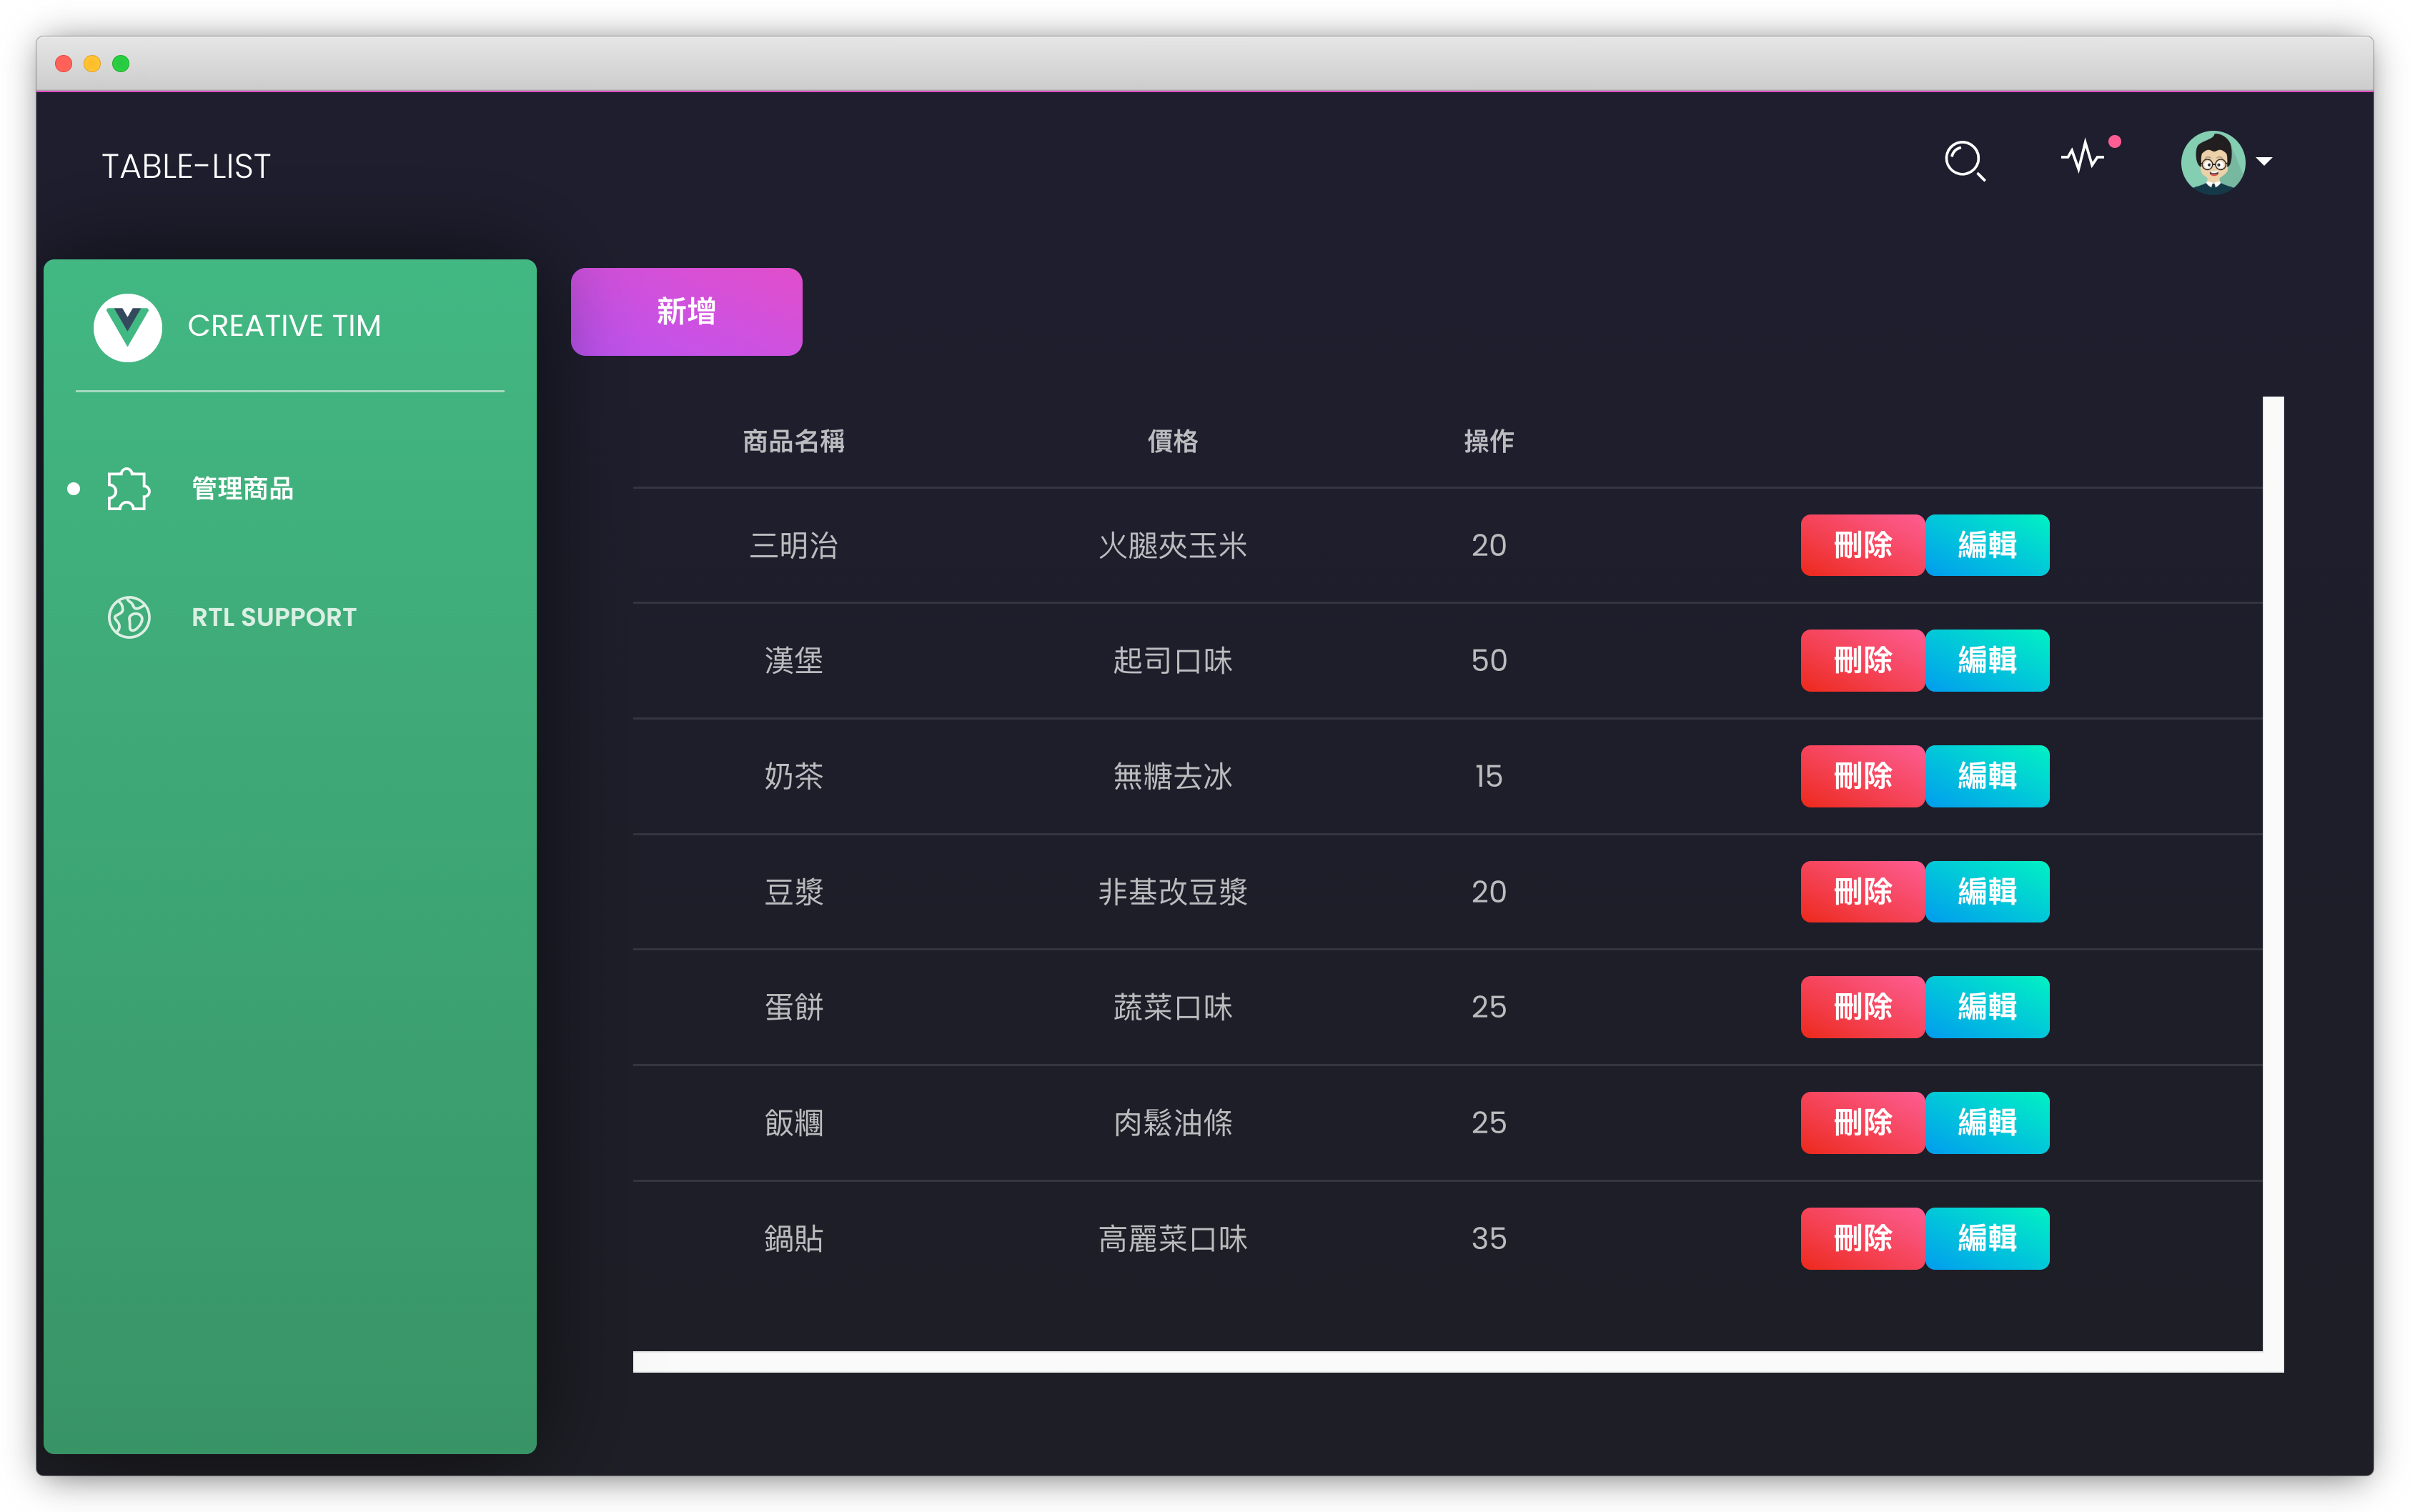 TABLE-LIST
CREATIVE TIM
管理商品
RTL SUPPORT
新增
商品名稱 價格 操作
三明治 火腿夾玉米 20 刪除 編輯
漢堡 起司口味 50 刪除 編輯
奶茶 無糖去冰 15 刪除 編輯
豆漿 非基改豆漿 20 刪除 編輯
蛋餅 蔬菜口味 25 刪除 編輯
飯糰 肉鬆油條 25 刪除 編輯
鍋貼 高麗菜口味 35 刪除 編輯